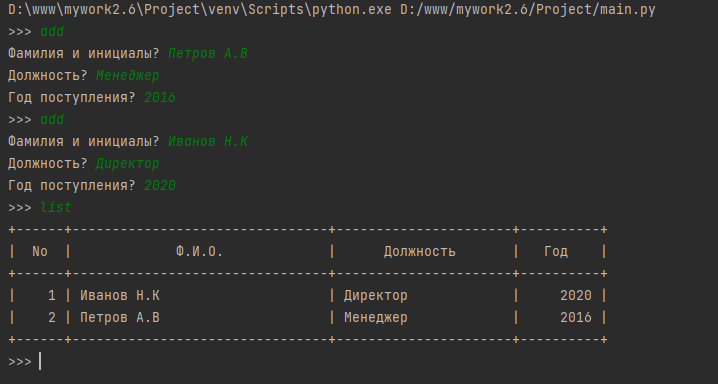 D:\www\mywork2.6\Project\venv\Scripts\python.exe D:/www/mywork2.6/Project/main.py
>>> add
Фамилия и инициалы? Петров А.В
Должность? Менеджер
Год поступления? 2016
>>> add
Фамилия и инициалы? Иванов Н.К
Должность? Директор
Год поступления? 2020
>>> list
+------+--------------------------------+----------------------+----------+
|  No  |             Ф.И.О.             |      Должность       |   Год    |
+------+--------------------------------+----------------------+----------+
|    1 | Иванов Н.К                     | Директор             |     2020 |
|    2 | Петров А.В                     | Менеджер             |     2016 |
+------+--------------------------------+----------------------+----------+
>>>